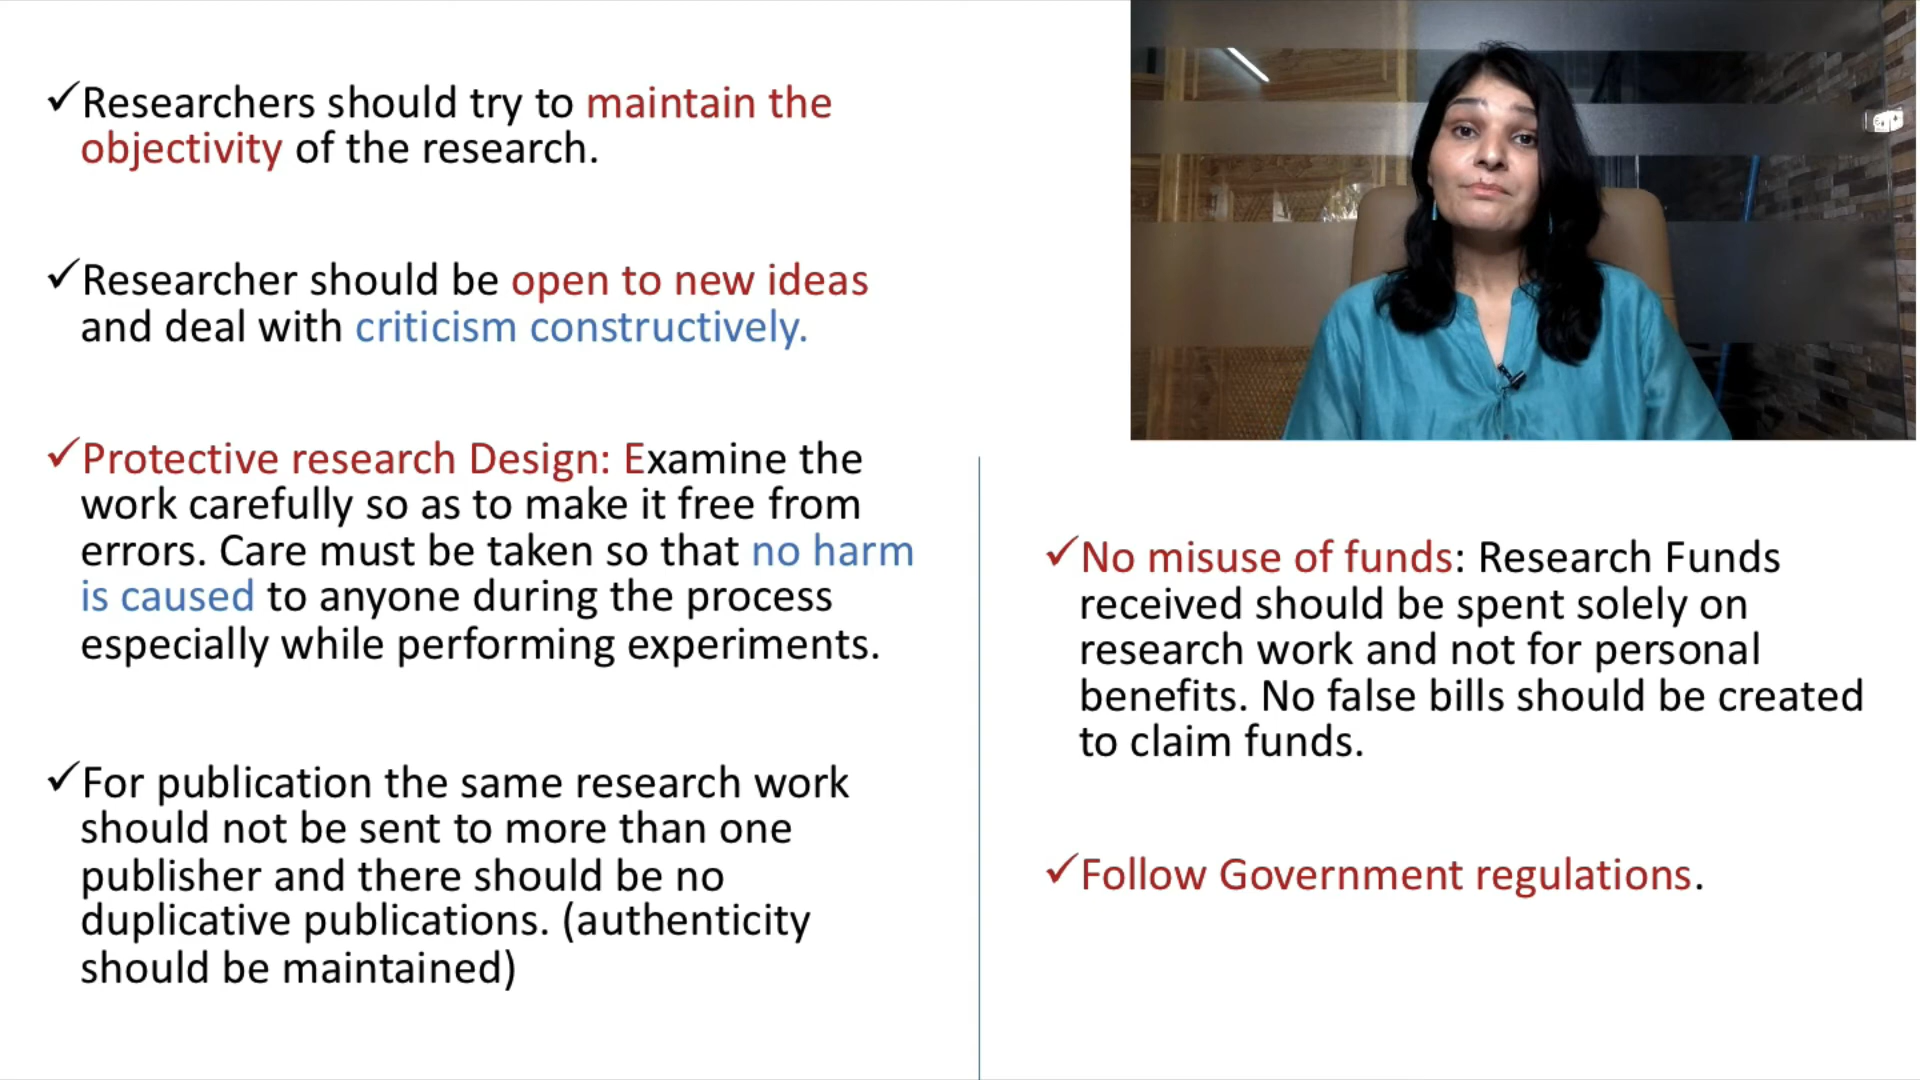 ✓Researchers should try to maintain the
objectivity of the research.
✓Researcher should be open to new ideas
and deal with criticism constructively.
✓Protective research Design: Examine the
work carefully so as to make it free from
errors. Care must be taken so that no harm
is caused to anyone during the process
especially while performing experiments.
✓For publication the same research work
should not be sent to more than one
publisher and there should be no
duplicative publications. (authenticity
should be maintained)
✓No misuse of funds: Research Funds
received should be spent solely on
research work and not for personal
benefits. No false bills should be created
to claim funds.
✓Follow Government regulations.